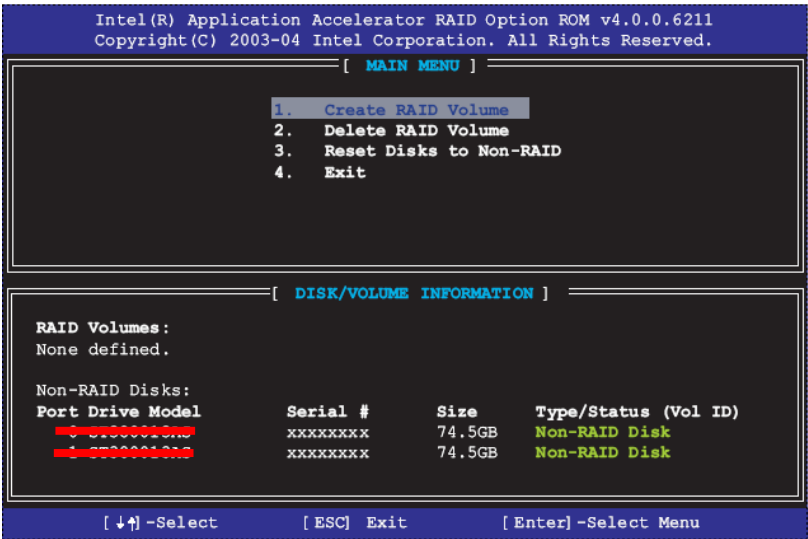 Intel(R) Application Accelerator RAID Option ROM v4.0.0.6211
Copyright(C) 2003-04 Intel Corporation. All Rights Reserved.
[ MAIN MENU ]
1. Create RAID Volume
2. Delete RAID Volume
3. Reset Disks to Non-RAID
4. Exit
[ DISK/VOLUME INFORMATION ]
RAID Volumes:
None defined.
Non-RAID Disks:
Port Drive Model Serial # Size Type/Status (Vol ID)
xxxxxxxx 74.5GB Non-RAID Disk
xxxxxxxx 74.5GB Non-RAID Disk
[↓↑]-Select [ESC] Exit [Enter]-Select Menu